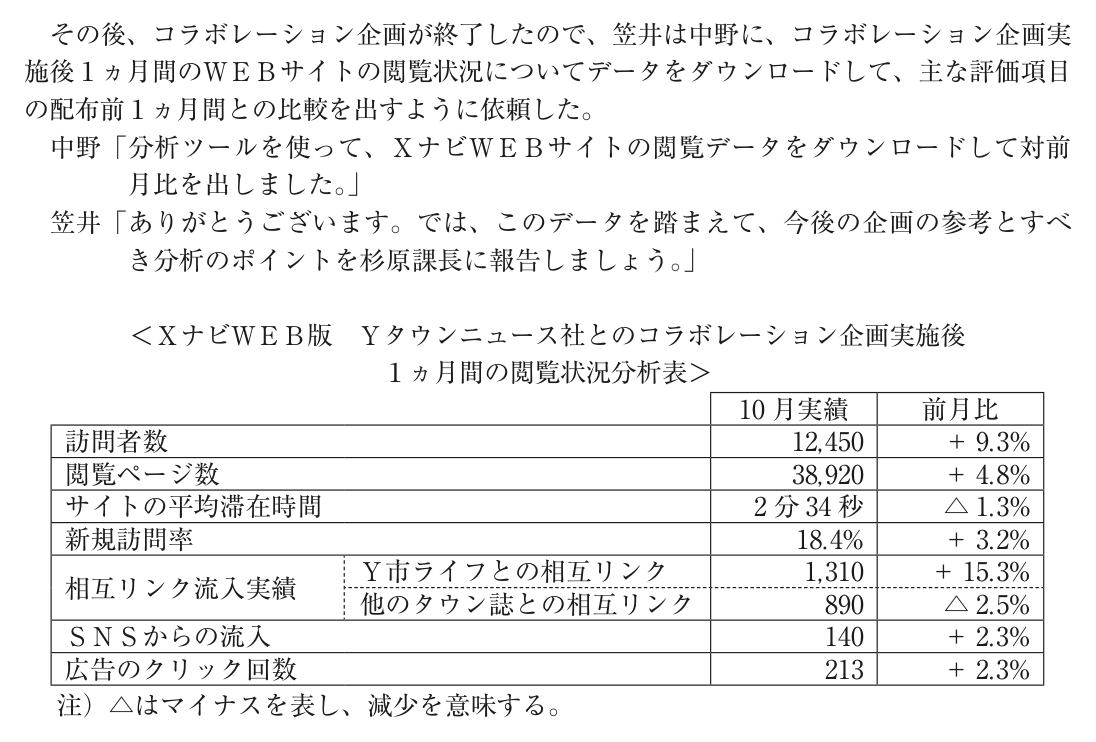 その後、コラボレーション企画が終了したので、笠井は中野に、コラボレーション企画実
施後１ヵ月間のＷＥＢサイトの閲覧状況についてデータをダウンロードして、主な評価項目
の配布前１ヵ月間との比較を出すように依頼した。
中野「分析ツールを使って、ＸナビＷＥＢサイトの閲覧データをダウンロードして対前
月比を出しました。」
笠井「ありがとうございます。では、このデータを踏まえて、今後の企画の参考とすべ
き分析のポイントを杉原課長に報告しましょう。」
＜ＸナビＷＥＢ版　Ｙタウンニュース社とのコラボレーション企画実施後
１ヵ月間の閲覧状況分析表＞
10月実績 前月比
訪問者数 12,450 + 9.3%
閲覧ページ数 38,920 + 4.8%
サイトの平均滞在時間 2分34秒 △ 1.3%
新規訪問率 18.4% + 3.2%
相互リンク流入実績 Ｙ市ライフとの相互リンク 1,310 + 15.3%
他のタウン誌との相互リンク 890 △ 2.5%
ＳＮＳからの流入 140 + 2.3%
広告のクリック回数 213 + 2.3%
注）△はマイナスを表し、減少を意味する。